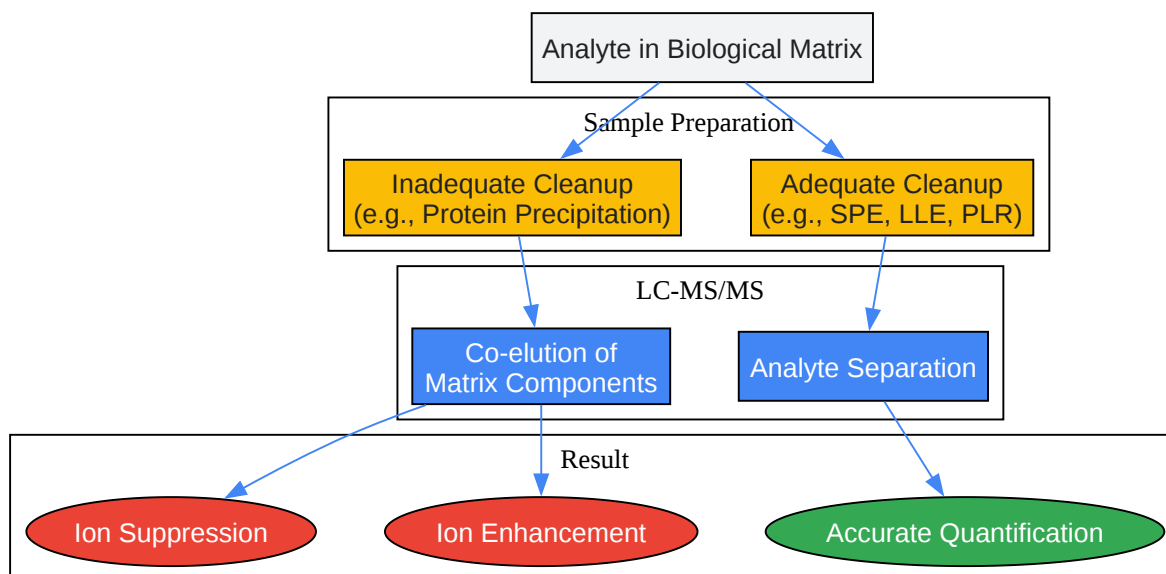 Analyte in Biological Matrix
Sample Preparation
Inadequate Cleanup
(e.g., Protein Precipitation)
Adequate Cleanup
(e.g., SPE, LLE, PLR)
LC-MS/MS
Co-elution of
Matrix Components
Analyte Separation
Result
Ion Suppression
Ion Enhancement
Accurate Quantification